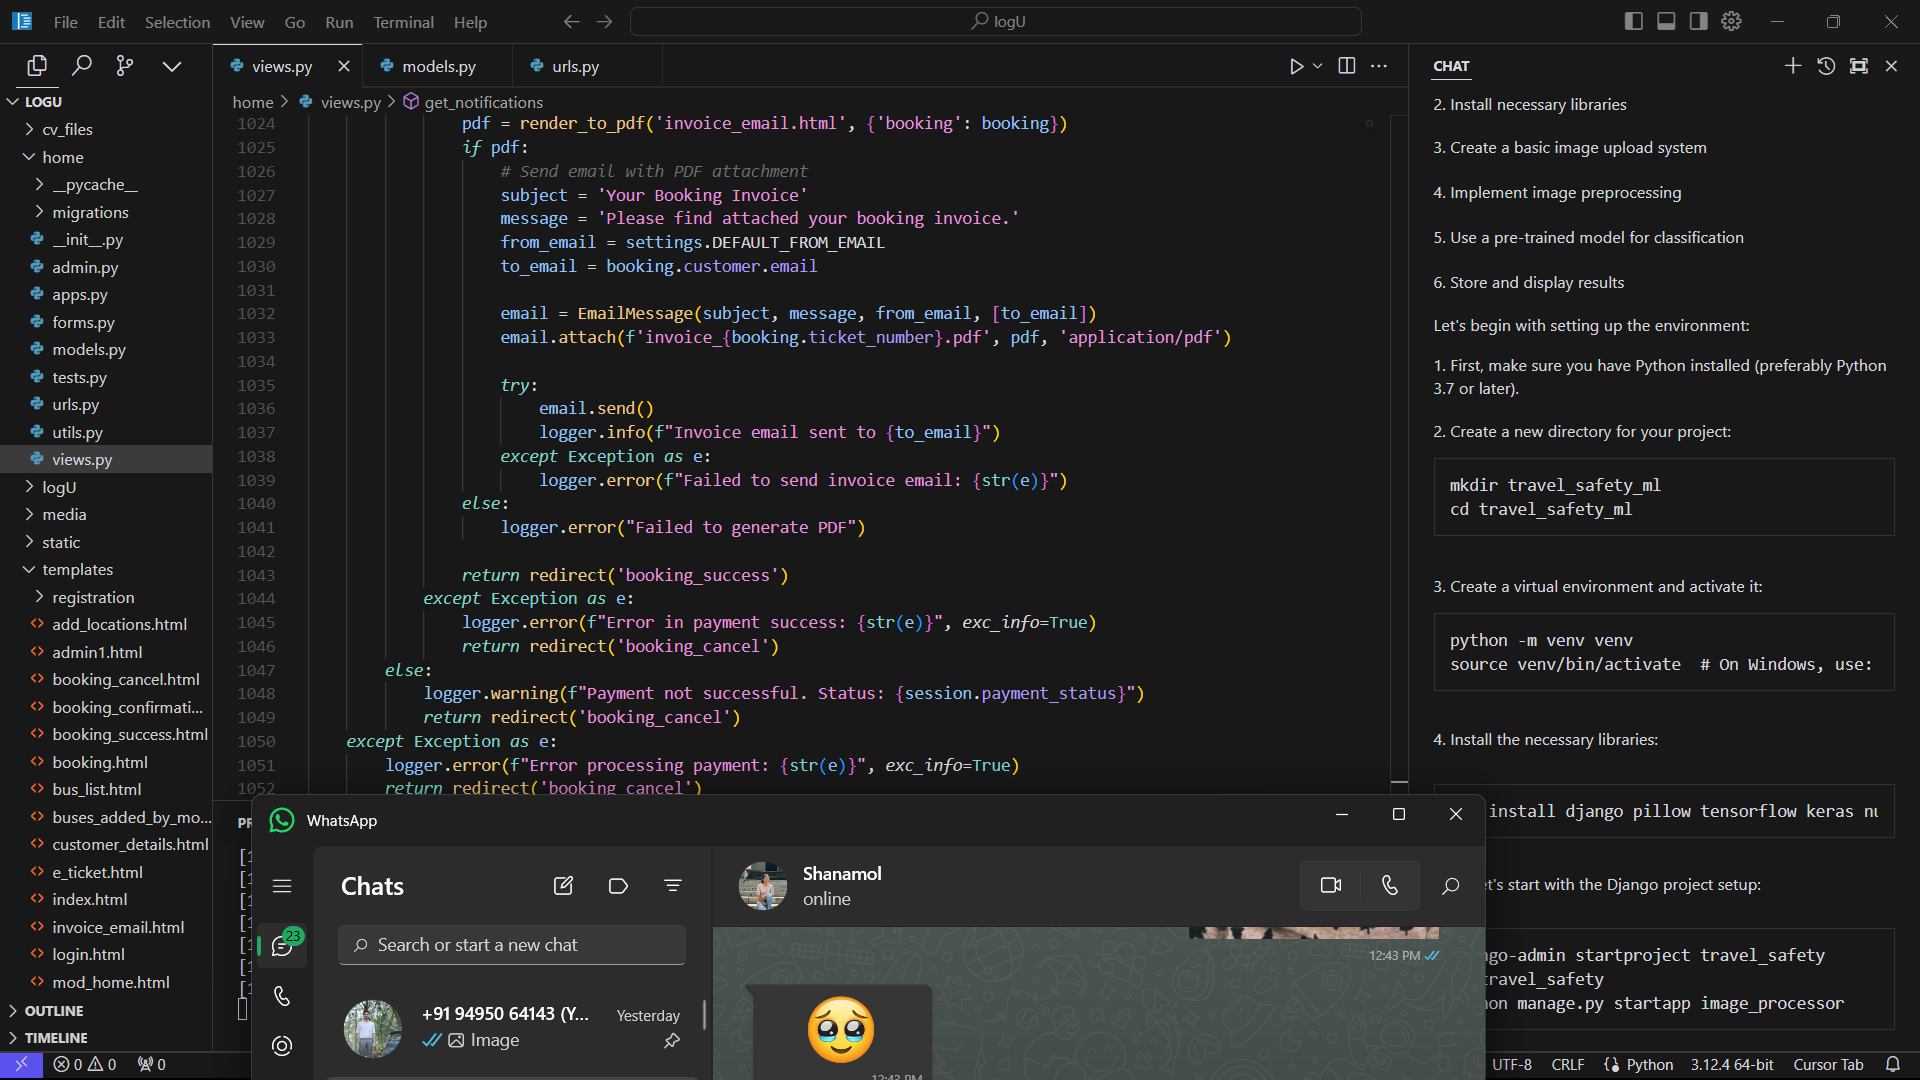 File Edit Selection View Go Run Terminal Help
logU
LOGU
cv_files
home
__pycache__
migrations
__init__.py
admin.py
apps.py
forms.py
models.py
tests.py
urls.py
utils.py
views.py
logU
media
static
templates
registration
add_locations.html
admin1.html
booking_cancel.html
booking_confirmati...
booking_success.html
booking.html
bus_list.html
buses_added_by_mo...
customer_details.html
e_ticket.html
index.html
invoice_email.html
login.html
mod_home.html
OUTLINE
TIMELINE
0 0 0
views.py models.py urls.py
home > views.py > get_notifications
1024 pdf = render_to_pdf('invoice_email.html', {'booking': booking})
1025 if pdf:
1026 # Send email with PDF attachment
1027 subject = 'Your Booking Invoice'
1028 message = 'Please find attached your booking invoice.'
1029 from_email = settings.DEFAULT_FROM_EMAIL
1030 to_email = booking.customer.email
1031
1032 email = EmailMessage(subject, message, from_email, [to_email])
1033 email.attach(f'invoice_{booking.ticket_number}.pdf', pdf, 'application/pdf')
1034
1035 try:
1036 email.send()
1037 logger.info(f"Invoice email sent to {to_email}")
1038 except Exception as e:
1039 logger.error(f"Failed to send invoice email: {str(e)}")
1040 else:
1041 logger.error("Failed to generate PDF")
1042
1043 return redirect('booking_success')
1044 except Exception as e:
1045 logger.error(f"Error in payment success: {str(e)}", exc_info=True)
1046 return redirect('booking_cancel')
1047 else:
1048 logger.warning(f"Payment not successful. Status: {session.payment_status}")
1049 return redirect('booking_cancel')
1050 except Exception as e:
1051 logger.error(f"Error processing payment: {str(e)}", exc_info=True)
1052 return redirect('booking_cancel')
CHAT
2. Install necessary libraries
3. Create a basic image upload system
4. Implement image preprocessing
5. Use a pre-trained model for classification
6. Store and display results
Let's begin with setting up the environment:
1. First, make sure you have Python installed (preferably Python
3.7 or later).
2. Create a new directory for your project:
mkdir travel_safety_ml
cd travel_safety_ml
3. Create a virtual environment and activate it:
python -m venv venv
source venv/bin/activate # On Windows, use:
4. Install the necessary libraries:
install django pillow tensorflow keras nu
et's start with the Django project setup:
go-admin startproject travel_safety
travel_safety
on manage.py startapp image_processor
WhatsApp
Chats
23
Search or start a new chat
+91 94950 64143 (Y... Yesterday
Image
Shanamol
online
12:43 PM
12:43 PM
UTF-8 CRLF Python 3.12.4 64-bit Cursor Tab